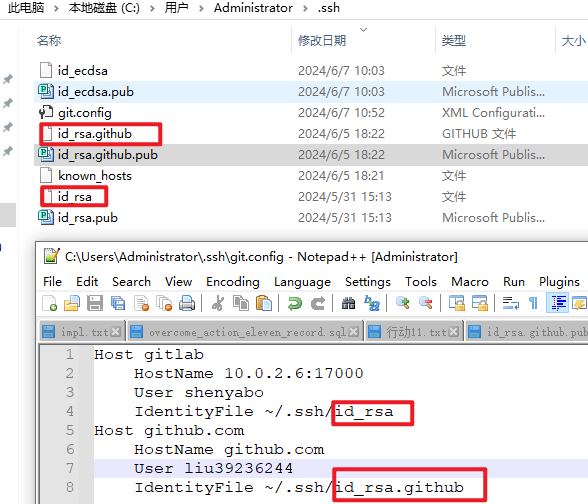 此电脑 > 本地磁盘 (C:) > 用户 > Administrator > .ssh
名称 修改日期 类型 大小
id_ecdsa 2024/6/7 10:03 文件
id_ecdsa.pub 2024/6/7 10:03 Microsoft Publis...
git.config 2024/6/7 10:52 XML Configurati...
id_rsa.github 2024/6/5 18:22 GITHUB 文件
id_rsa.github.pub 2024/6/5 18:22 Microsoft Publis...
known_hosts 2024/6/5 18:21 文件
id_rsa 2024/5/31 15:13 文件
id_rsa.pub 2024/5/31 15:13 Microsoft Publis...
C:\Users\Administrator\.ssh\git.config - Notepad++ [Administrator]
File Edit Search View Encoding Language Settings Tools Macro Run Plugins
impl.txt overcome_action_eleven_record.sql 行动11.txt id_rsa.github.pub
1 Host gitlab
2 HostName 10.0.2.6:17000
3 User shenyabo
4 IdentityFile ~/.ssh/id_rsa
5 Host github.com
6 HostName github.com
7 User liu39236244
8 IdentityFile ~/.ssh/id_rsa.github